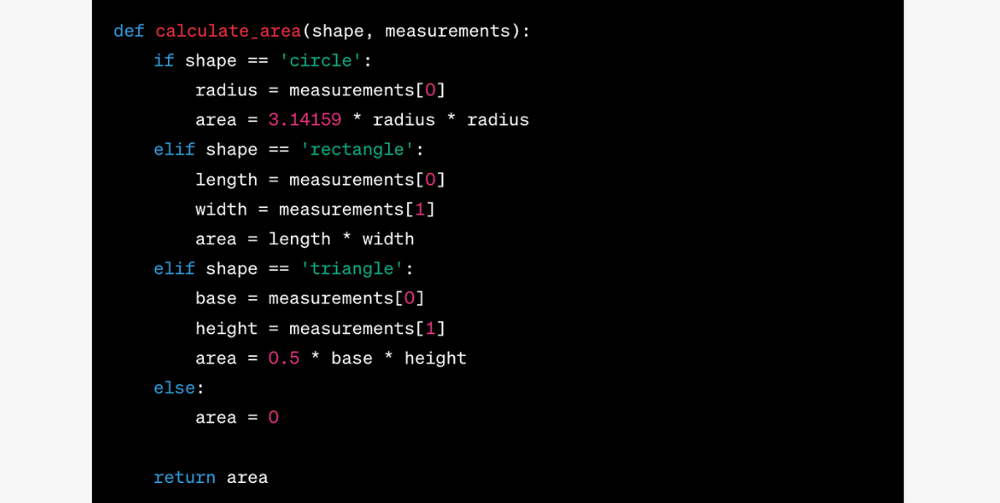 def calculate_area(shape, measurements):
    if shape == 'circle':
        radius = measurements[0]
        area = 3.14159 * radius * radius
    elif shape == 'rectangle':
        length = measurements[0]
        width = measurements[1]
        area = length * width
    elif shape == 'triangle':
        base = measurements[0]
        height = measurements[1]
        area = 0.5 * base * height
    else:
        area = 0

    return area